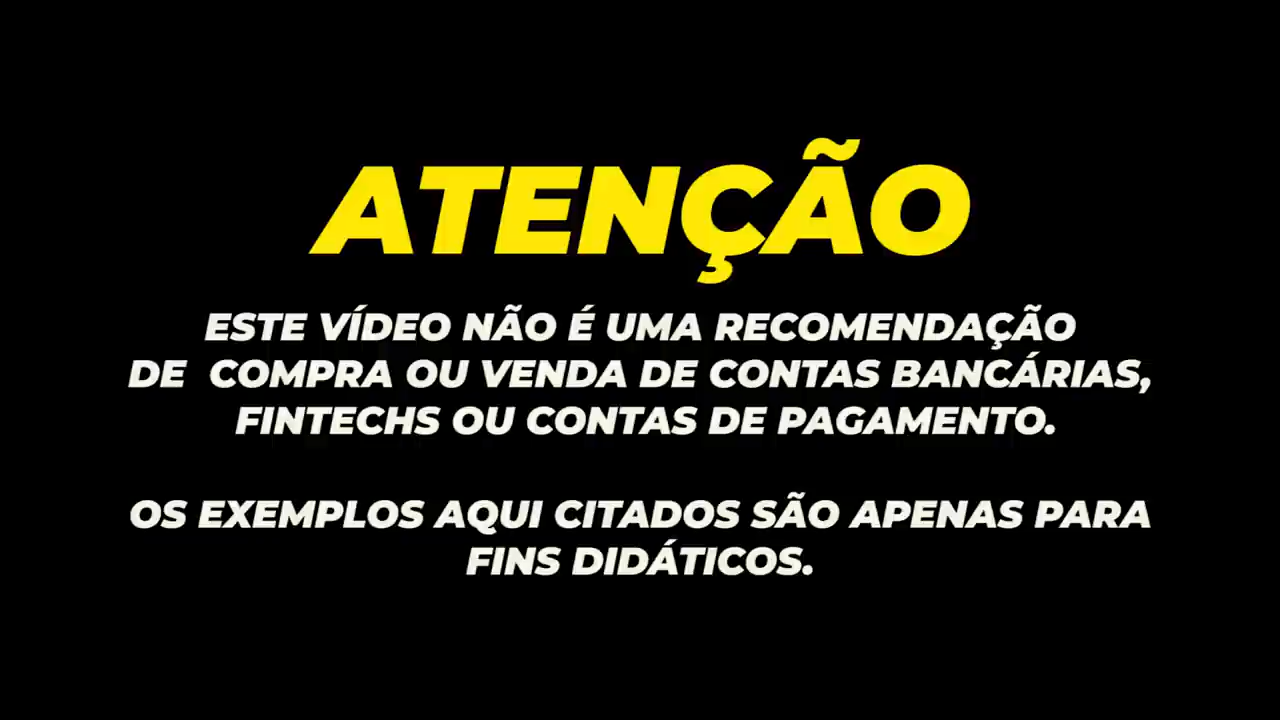 ATENÇÃO
ESTE VÍDEO NÃO É UMA RECOMENDAÇÃO
DE  COMPRA OU VENDA DE CONTAS BANCÁRIAS,
FINTECHS OU CONTAS DE PAGAMENTO.
OS EXEMPLOS AQUI CITADOS SÃO APENAS PARA
FINS DIDÁTICOS.